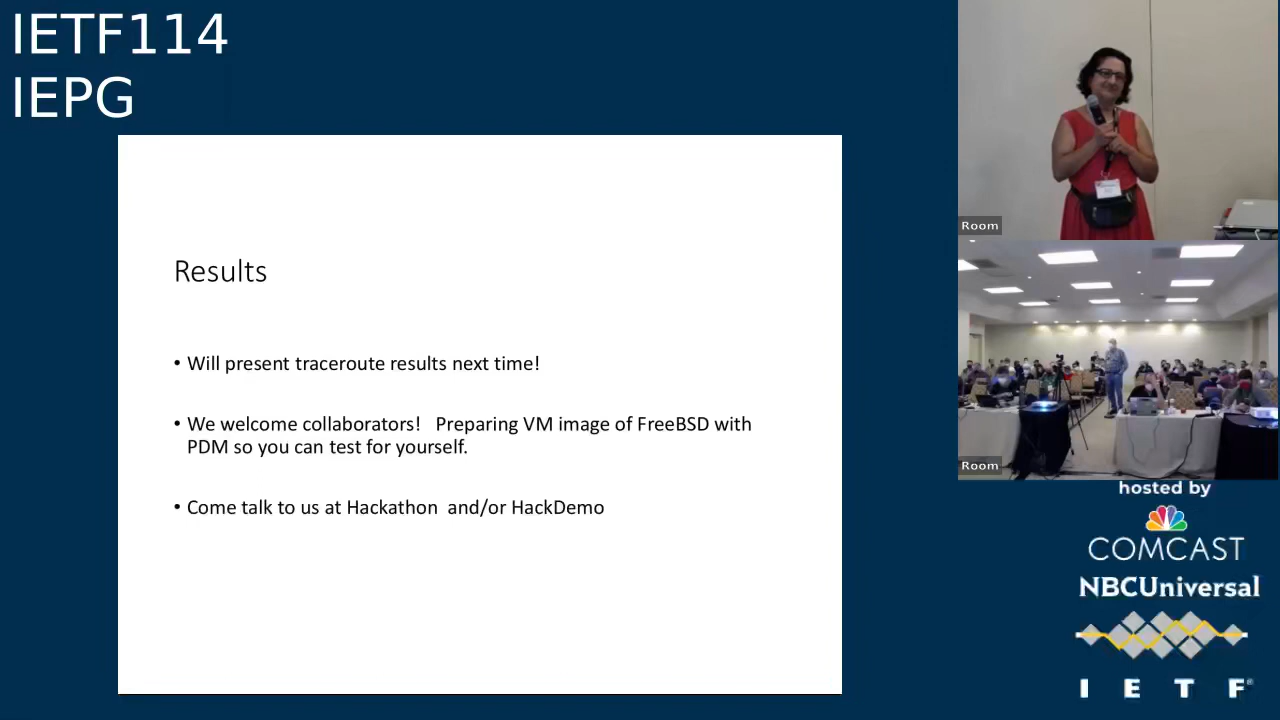 IETF114
IEPG
Results
• Will present traceroute results next time!
• We welcome collaborators!   Preparing VM image of FreeBSD with
PDM so you can test for yourself.
• Come talk to us at Hackathon  and/or HackDemo
Room
Room
hosted by
COMCAST
NBCUniversal
I E T F®